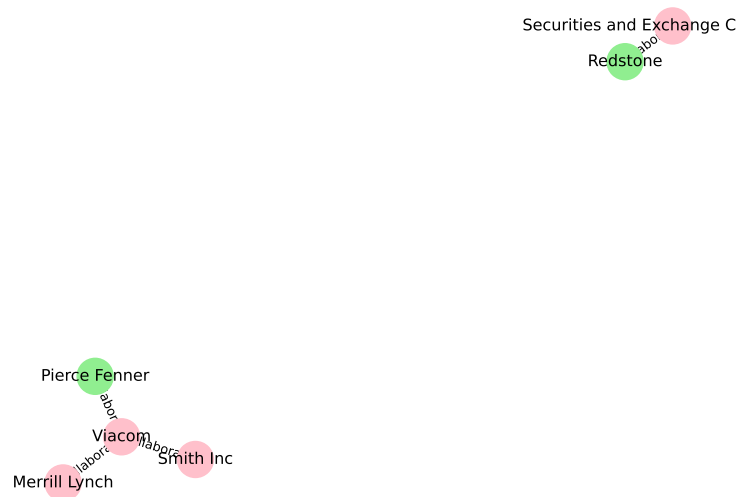 Securities and Exchange C
Redstone
Pierce Fenner
Viacom
Smith Inc
Merrill Lynch